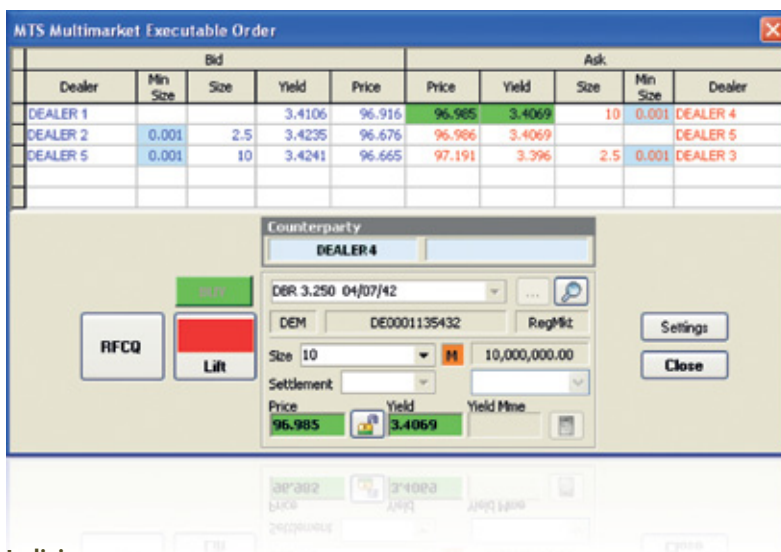 MTS Multimarket Executable Order
Bid Ask
Dealer Min Size Size Yield Price Price Yield Size Min Size Dealer
DEALER 1 3.4106 96.916 96.985 3.4069 10 0.001 DEALER 4
DEALER 2 0.001 2.5 3.4235 96.676 96.986 3.4069 DEALER 5
DEALER 5 0.001 10 3.4241 96.665 97.191 3.396 2.5 0.001 DEALER 3
Counterparty
DEALER4
DBR 3.250 04/07/42 ...
DEM DE0001135432 RegMkt
RFCQ Lift Settings
Size 10 M 10,000,000.00
Close
Settlement
Price Yield Yield Mme
96.985 3.4069